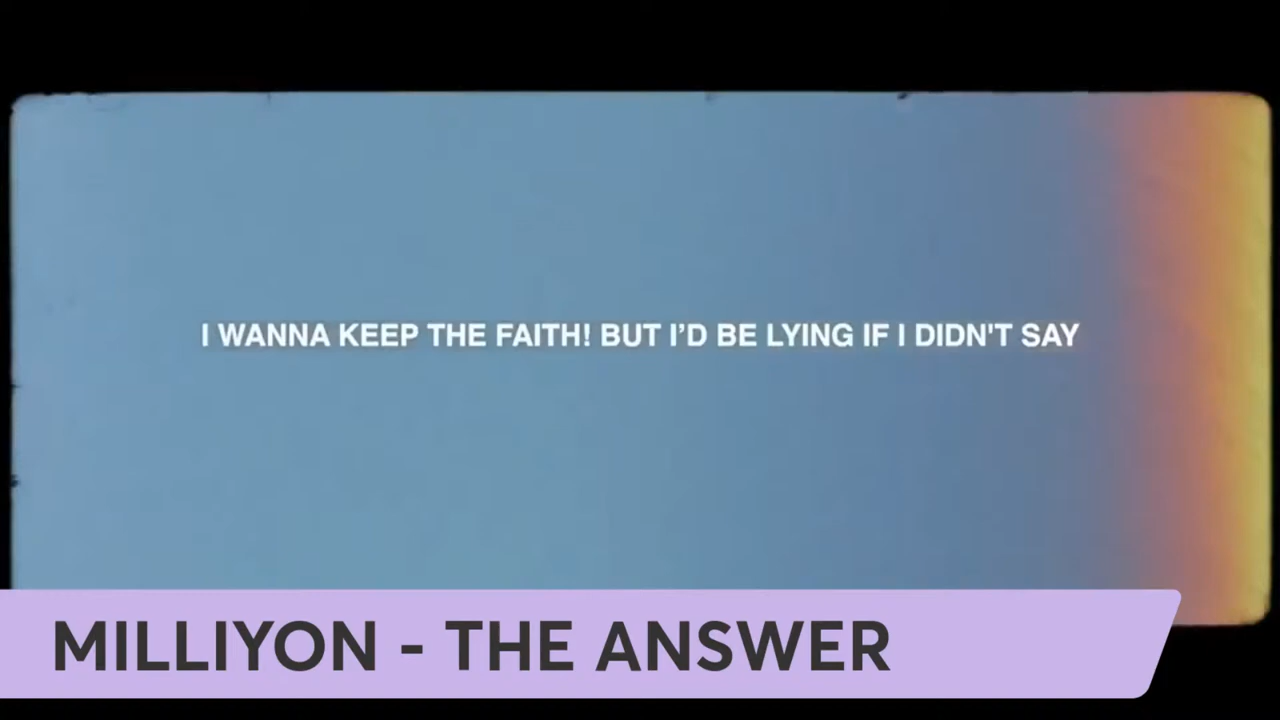 I WANNA KEEP THE FAITH! BUT I’D BE LYING IF I DIDN'T SAY
MILLIYON - THE ANSWER